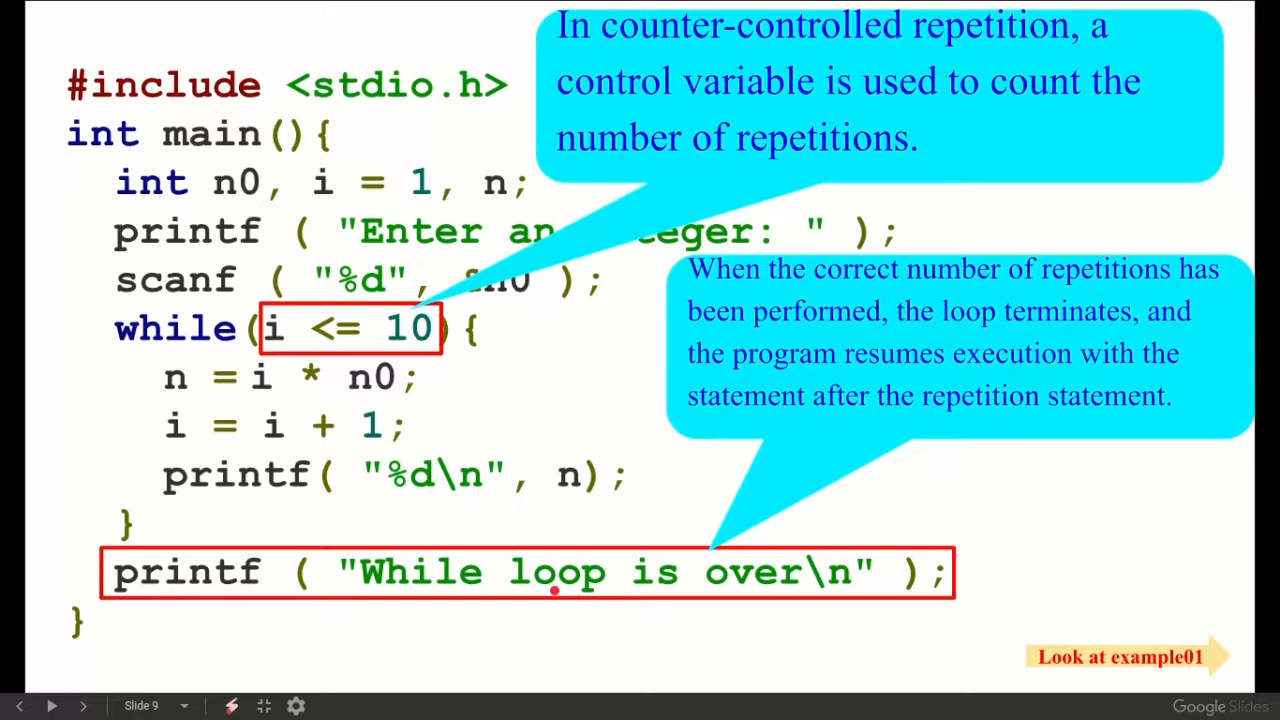 In counter-controlled repetition, a
control variable is used to count the
number of repetitions.
#include <stdio.h>
int main(){
int n0, i = 1, n;
printf ( "Enter an teger: " );
scanf ( "%d", &n0 );
while(i <= 10){
n = i * n0;
i = i + 1;
printf( "%d\n", n);
}
printf ( "While loop is over\n" );
}
When the correct number of repetitions has
been performed, the loop terminates, and
the program resumes execution with the
statement after the repetition statement.
Look at example01
Slide 9
Google Slides